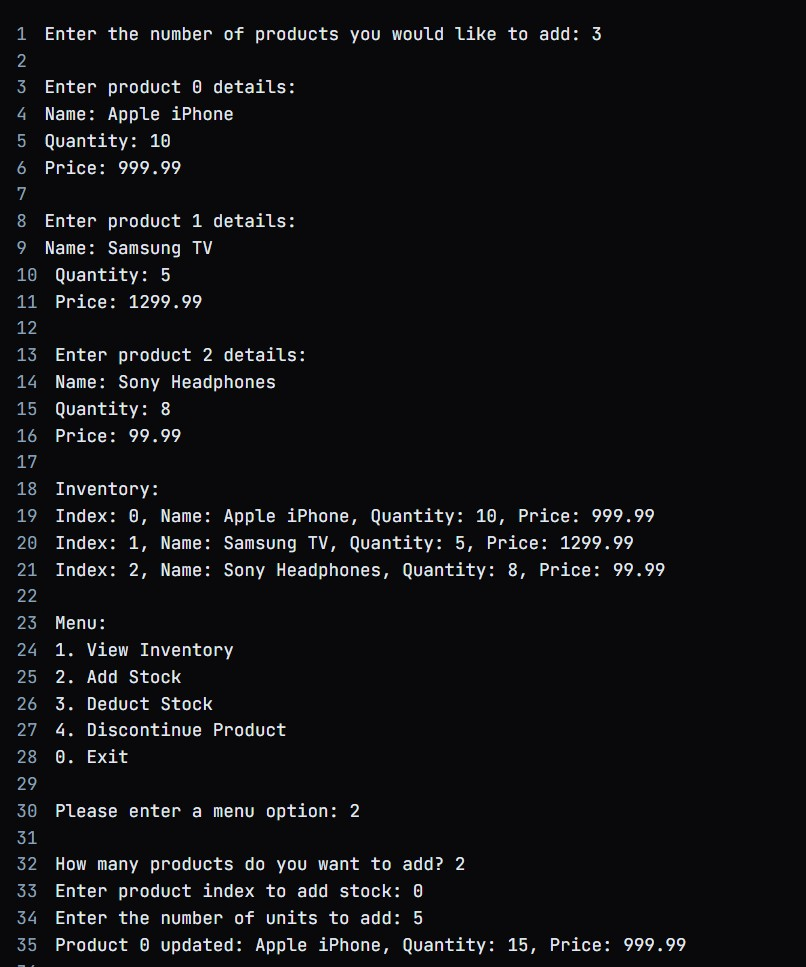 1 Enter the number of products you would like to add: 3
2
3 Enter product 0 details:
4 Name: Apple iPhone
5 Quantity: 10
6 Price: 999.99
7
8 Enter product 1 details:
9 Name: Samsung TV
10 Quantity: 5
11 Price: 1299.99
12
13 Enter product 2 details:
14 Name: Sony Headphones
15 Quantity: 8
16 Price: 99.99
17
18 Inventory:
19 Index: 0, Name: Apple iPhone, Quantity: 10, Price: 999.99
20 Index: 1, Name: Samsung TV, Quantity: 5, Price: 1299.99
21 Index: 2, Name: Sony Headphones, Quantity: 8, Price: 99.99
22
23 Menu:
24 1. View Inventory
25 2. Add Stock
26 3. Deduct Stock
27 4. Discontinue Product
28 0. Exit
29
30 Please enter a menu option: 2
31
32 How many products do you want to add? 2
33 Enter product index to add stock: 0
34 Enter the number of units to add: 5
35 Product 0 updated: Apple iPhone, Quantity: 15, Price: 999.99